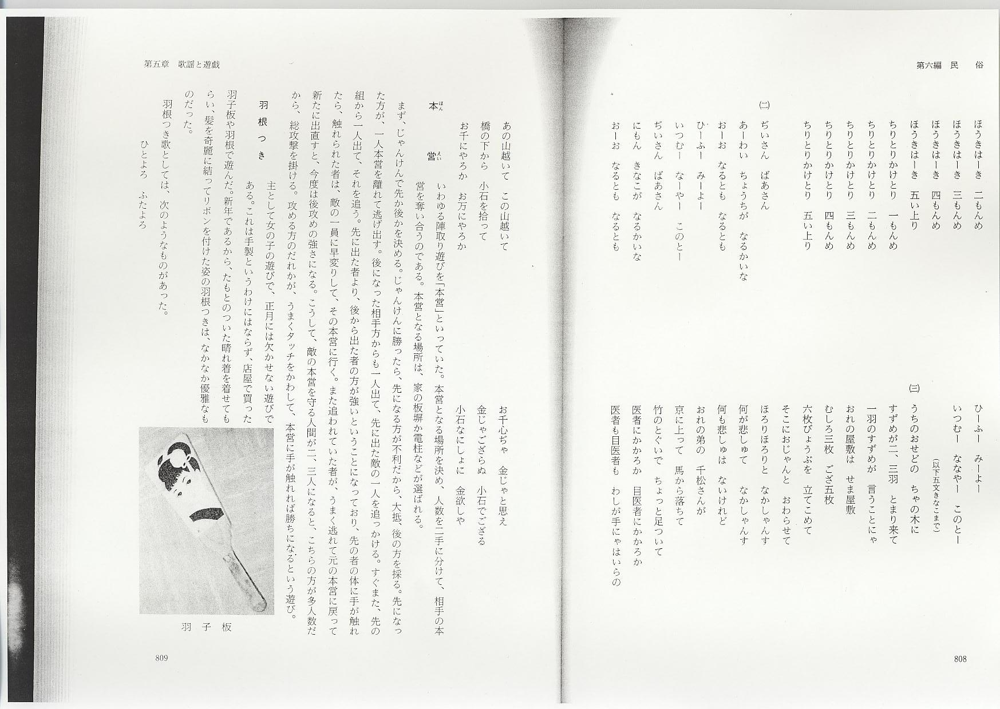 第六編　民　　俗
ほうきはーき　二もんめ
ほうきはーき　三もんめ
ほうきはーき　四もんめ
ほうきはーき　五い上り
ちりとりかけとり　一もんめ
ちりとりかけとり　二もんめ
ちりとりかけとり　三もんめ
ちりとりかけとり　四もんめ
ちりとりかけとり　五い上り
㈡
ぢいさん　ばあさん
あーわい　ちょうちが　なるかいな
おーお　なるとも　なるとも
ひーふー　みーよー
いつむー　なーやー　このとー
ぢいさん　ばあさん
にもん　きなこが　なるかいな
おーお　なるとも　なるとも
ひーふー　みーよー
いつむー　ななやー　このとー
（以下五文きなこまで）
㈢
うちのおせどの　ちゃの木に
すずめが二、三羽　とまり来て
一羽のすずめが　言うことにゃ
おれの屋敷は　せま屋敷
むしろ三枚　ござ五枚
六枚びょうぶを　立てこめて
そこにおじゃんと　おわらせて
ほろりほろりと　なかしゃんす
何が悲しゅて　なかしゃんす
何も悲しゅは　ないけれど
おれの弟の　千松さんが
京に上って　馬から落ちて
竹のとぐいで　ちょっと足ついて
医者にかかろか　目医者にかかろか
医者も目医者も　わしが手にゃはいらの
808
第五章　歌謡と遊戯
あの山越いて　この山越いて
橋の下から　小石を拾って
お千にやろか　お万にやろか
お千心ぢゃ　金じゃと思え
金じゃござらぬ　小石でござる
小石なにしょに　金欲しや
本ほん　営えい
いわゆる陣取り遊びを「本営」といっていた。本営となる場所を決め、人数を二手に分けて、相手の本
営を奪い合うのである。本営となる場所は、家の板塀か電柱などが選ばれる。
まず、じゃんけんで先か後かを決める。じゃんけんに勝ったら、先になる方が不利だから、大抵、後の方を採る。先になっ
た方が、一人本営を離れて逃げ出す。後になった相手方からも一人出て、先に出た敵の一人を追っかける。すぐまた、先の
組から一人出て、それを追う。先に出た者より、後から出た者の方が強いということになっており、先の者の体に手が触れ
たら、触れられた者は、敵の一員に早変りして、その本営に行く。また追われていた者が、うまく逃れて元の本営に戻って
新たに出直すと、今度は後攻めの強さになる。こうして、敵の本営を守る人間が二、三人になると、こちらの方が多人数だ
から、総攻撃を掛ける。攻める方のだれかが、うまくタッチをかわして、本営に手が触れれば勝ちになるという遊び。
羽根つき
主として女の子の遊びで、正月には欠かせない遊びで
ある。これは手製というわけにはならず、店屋で買った
羽子板や羽根で遊んだ。新年であるから、たもとのついた晴れ着を着せても
らい、髪を奇麗に結ってリボンを付けた姿の羽根つきは、なかなか優雅なも
のだった。
羽根つき歌としては、次のようなものがあった。
ひとよろ　ふたよろ
羽子板
809